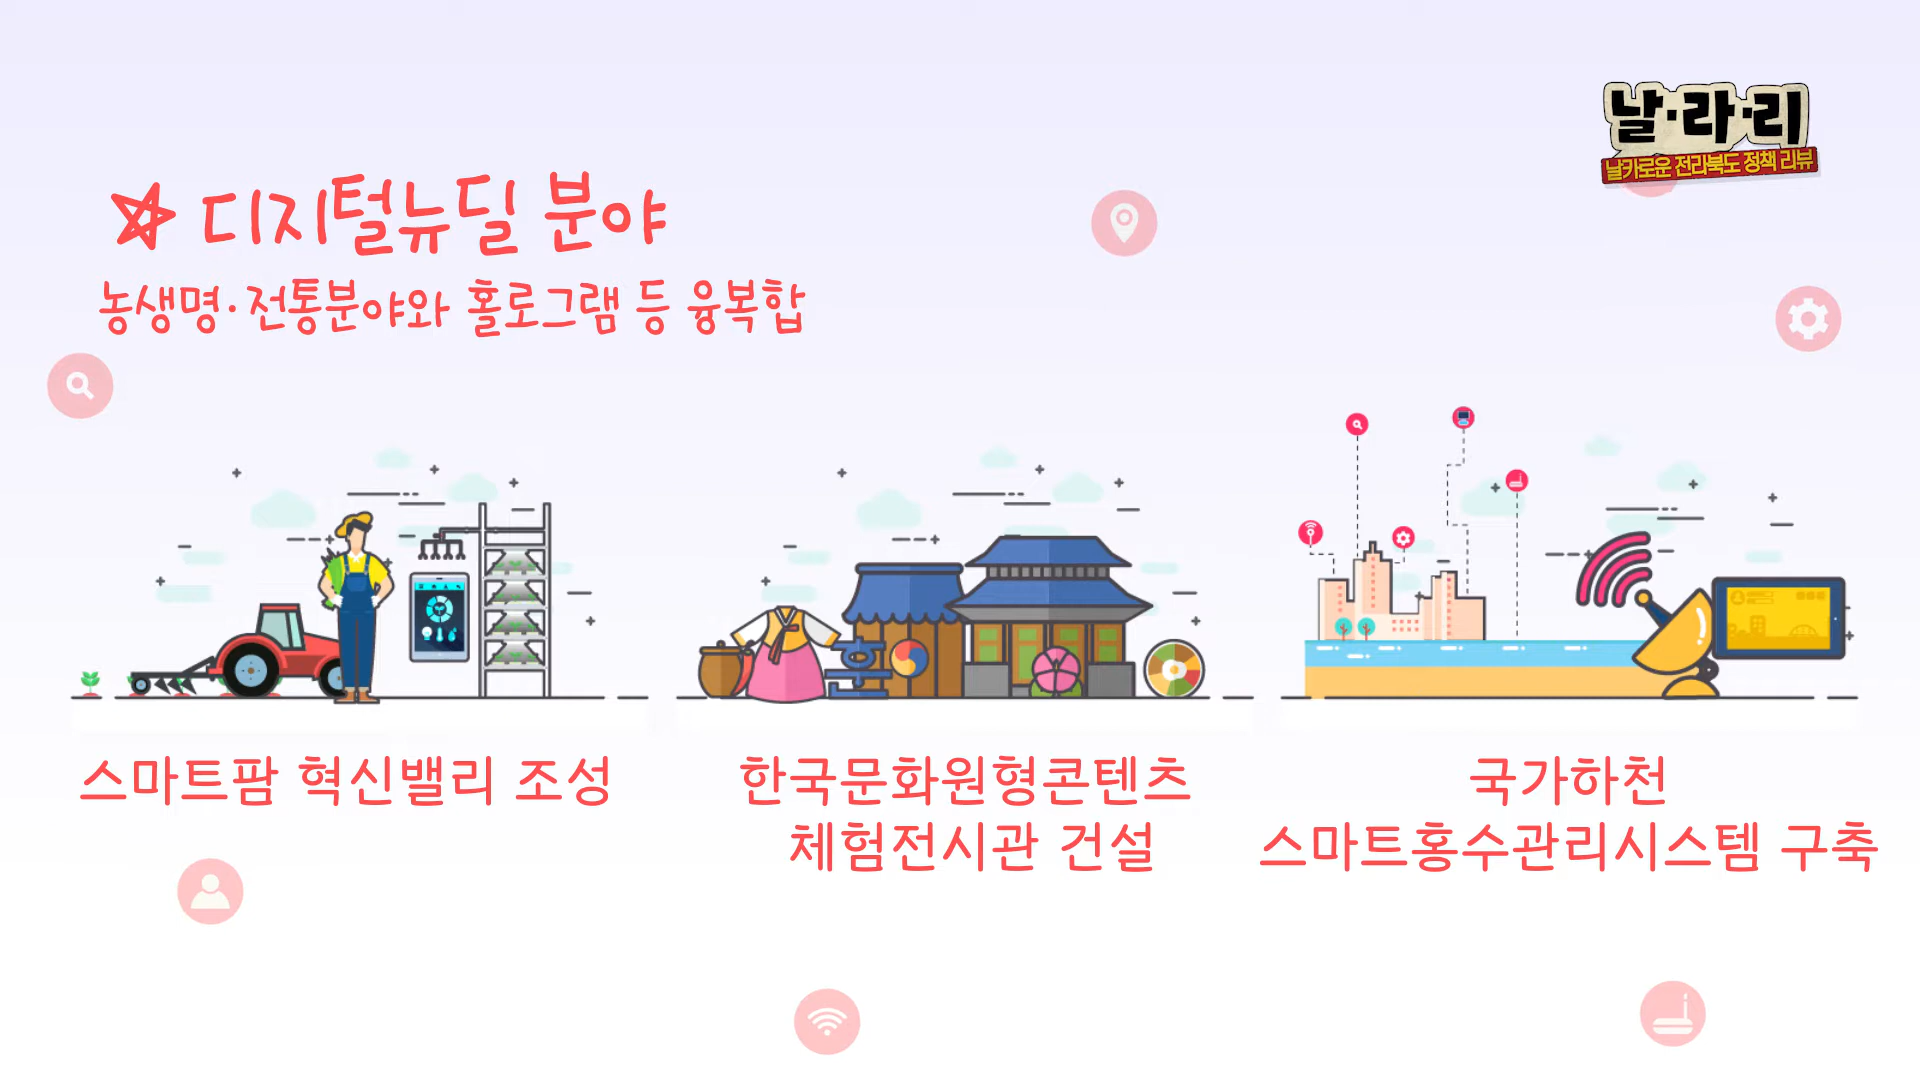 날·라·리
날카로운 전라북도 정책 리뷰
☆ 디지털뉴딜 분야
농생명·전통분야와 홀로그램 등 융복합
스마트팜 혁신밸리 조성
한국문화원형콘텐츠
체험전시관 건설
국가하천
스마트홍수관리시스템 구축